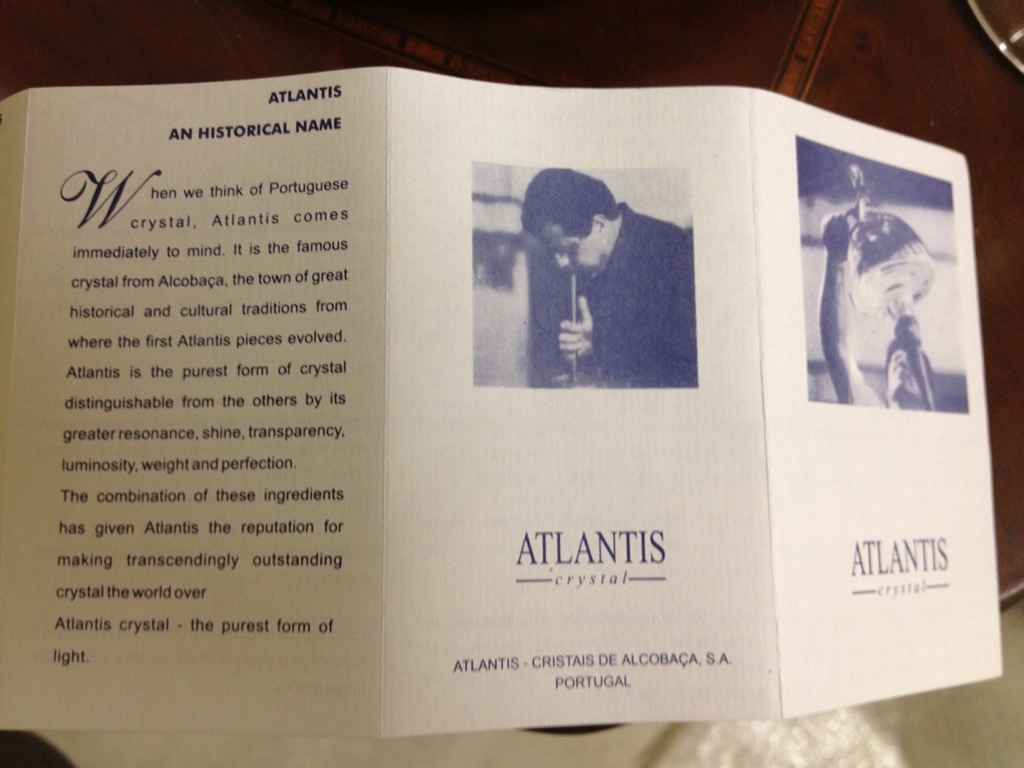 ATLANTIS
AN HISTORICAL NAME
When we think of Portuguese
crystal, Atlantis comes
immediately to mind. It is the famous
crystal from Alcobaça, the town of great
historical and cultural traditions from
where the first Atlantis pieces evolved.
Atlantis is the purest form of crystal
distinguishable from the others by its
greater resonance, shine, transparency,
luminosity, weight and perfection.
The combination of these ingredients
has given Atlantis the reputation for
making transcendingly outstanding
crystal the world over
Atlantis crystal - the purest form of
light.
ATLANTIS
crystal
ATLANTIS - CRISTAIS DE ALCOBAÇA, S.A.
PORTUGAL
ATLANTIS
crystal